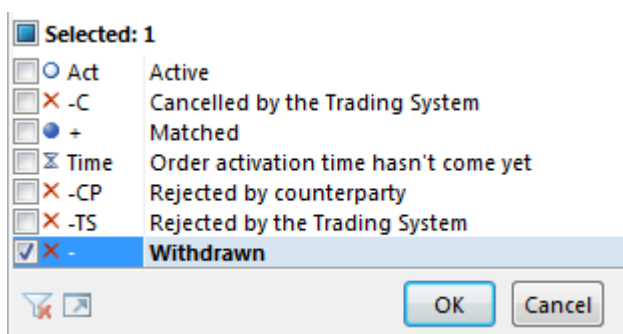 Selected: 1
Act Active
-C Cancelled by the Trading System
+ Matched
Time Order activation time hasn't come yet
-CP Rejected by counterparty
-TS Rejected by the Trading System
- Withdrawn
OK Cancel